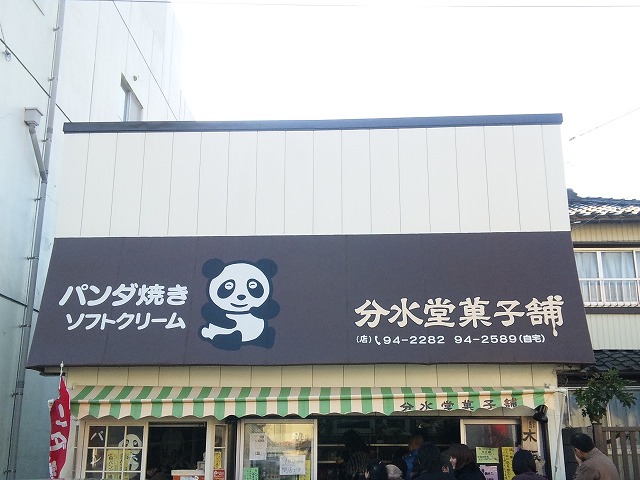 パンダ焼き
ソフトクリーム
分水堂菓子舗
(店)94-2282 94-2589(自宅)
分水堂菓子舗